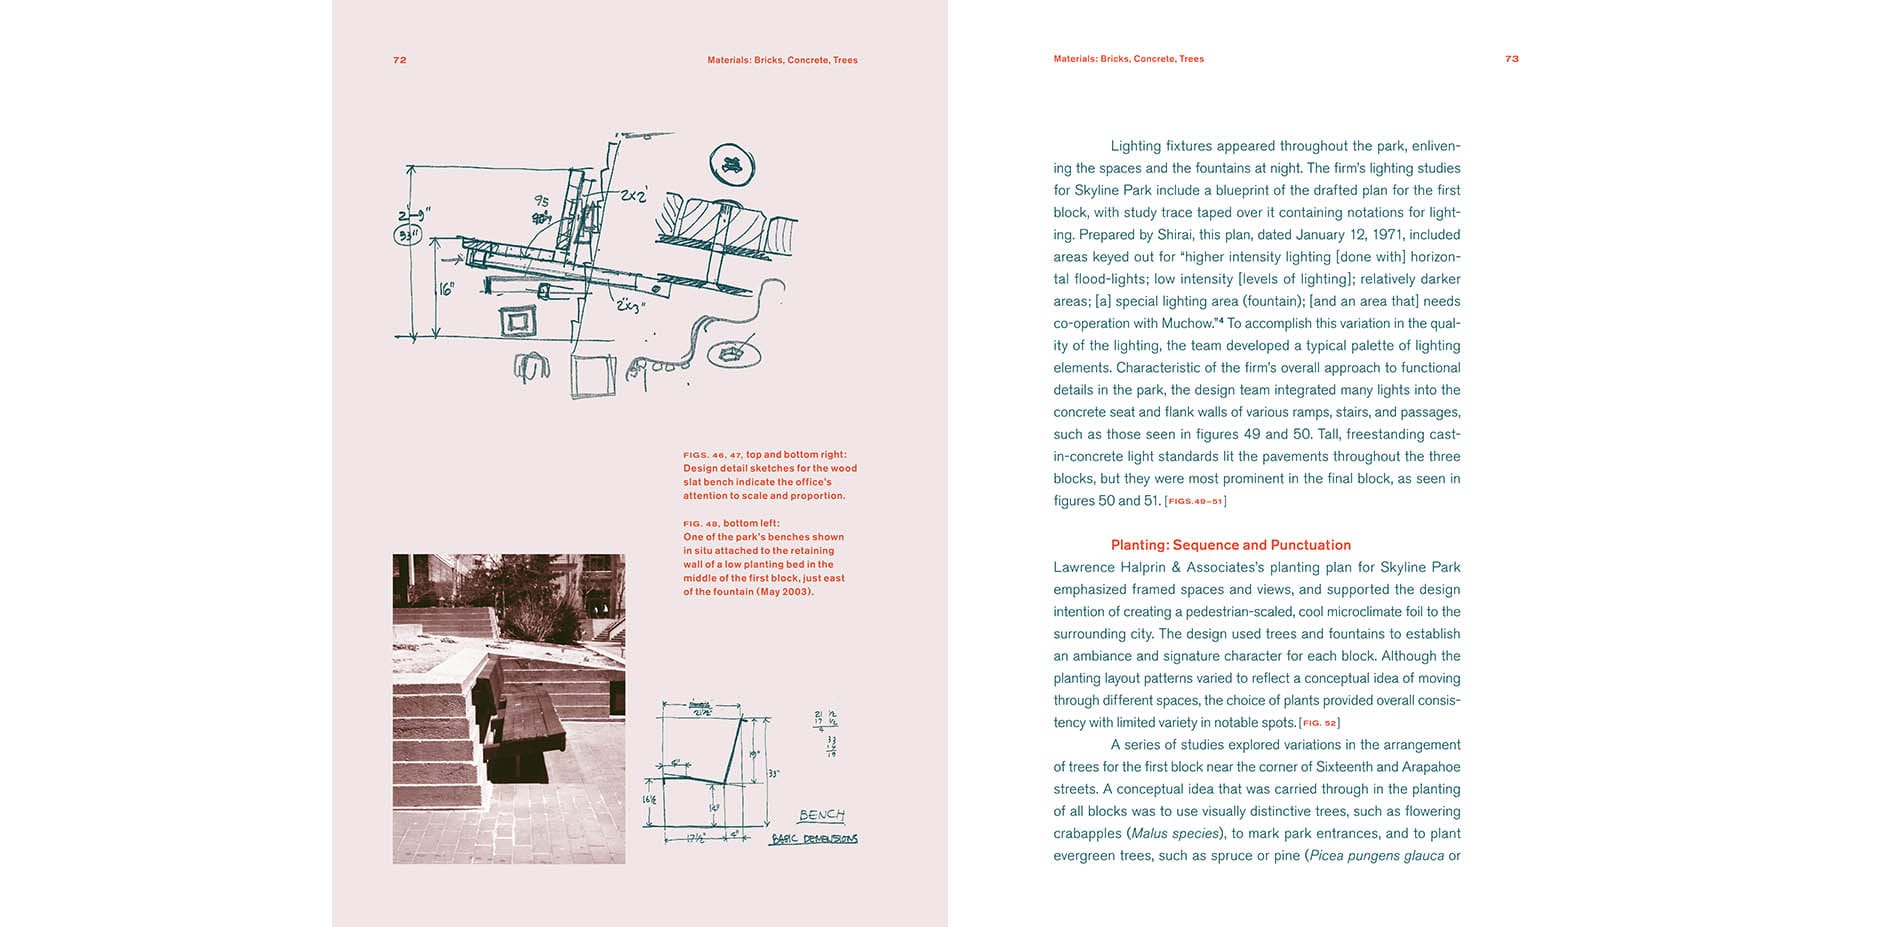 72
Materials: Bricks, Concrete, Trees
2'-9"
33"
16"
95
2x2'
2"x3"
FIGS. 46, 47, top and bottom right:
Design detail sketches for the wood
slat bench indicate the office's
attention to scale and proportion.
FIG. 48, bottom left:
One of the park's benches shown
in situ attached to the retaining
wall of a low planting bed in the
middle of the first block, just east
of the fountain (May 2003).
21 1/2
17 1/2
4
33
14
19
19"
33"
16 1/2
14"
17 1/2"
4"
BENCH
BASIC DIMENSIONS
Materials: Bricks, Concrete, Trees
73
Lighting fixtures appeared throughout the park, enliven-
ing the spaces and the fountains at night. The firm's lighting studies
for Skyline Park include a blueprint of the drafted plan for the first
block, with study trace taped over it containing notations for light-
ing. Prepared by Shirai, this plan, dated January 12, 1971, included
areas keyed out for “higher intensity lighting [done with] horizon-
tal flood-lights; low intensity [levels of lighting]; relatively darker
areas; [a] special lighting area (fountain); [and an area that] needs
co-operation with Muchow.”4 To accomplish this variation in the qual-
ity of the lighting, the team developed a typical palette of lighting
elements. Characteristic of the firm's overall approach to functional
details in the park, the design team integrated many lights into the
concrete seat and flank walls of various ramps, stairs, and passages,
such as those seen in figures 49 and 50. Tall, freestanding cast-
in-concrete light standards lit the pavements throughout the three
blocks, but they were most prominent in the final block, as seen in
figures 50 and 51. [FIGS.49–51]
Planting: Sequence and Punctuation
Lawrence Halprin & Associates's planting plan for Skyline Park
emphasized framed spaces and views, and supported the design
intention of creating a pedestrian-scaled, cool microclimate foil to the
surrounding city. The design used trees and fountains to establish
an ambiance and signature character for each block. Although the
planting layout patterns varied to reflect a conceptual idea of moving
through different spaces, the choice of plants provided overall consis-
tency with limited variety in notable spots. [FIG. 52]
A series of studies explored variations in the arrangement
of trees for the first block near the corner of Sixteenth and Arapahoe
streets. A conceptual idea that was carried through in the planting
of all blocks was to use visually distinctive trees, such as flowering
crabapples (Malus species), to mark park entrances, and to plant
evergreen trees, such as spruce or pine (Picea pungens glauca or